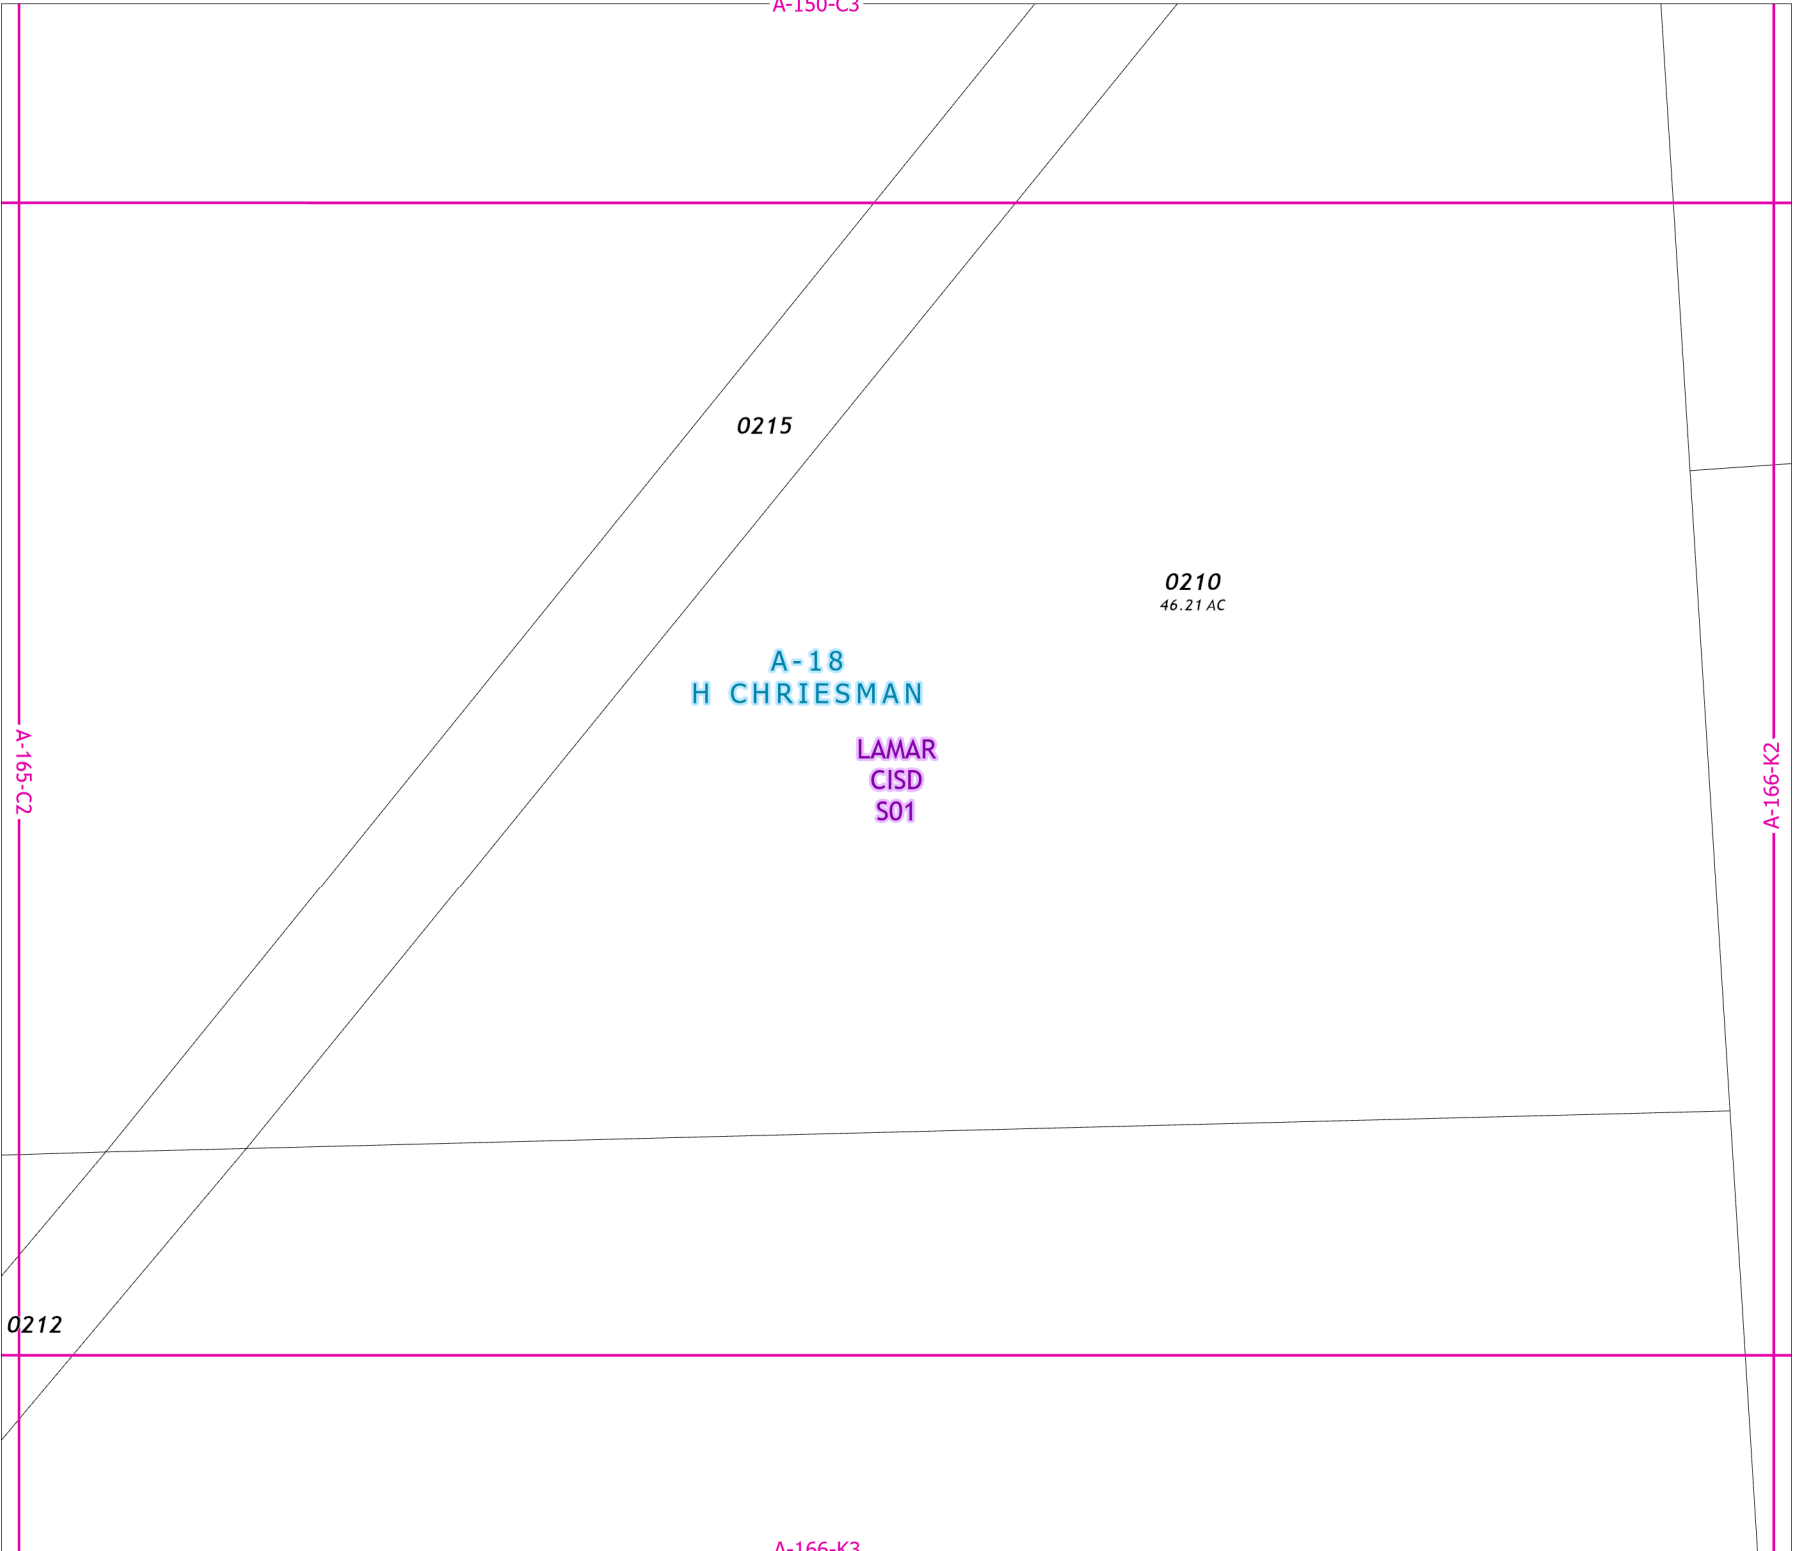 A-150-C3
0215
0210
46.21 AC
A-18
H CHRIESMAN
LAMAR
CISD
S01
A-165-C2
A-166-K2
0212
A-166-K3